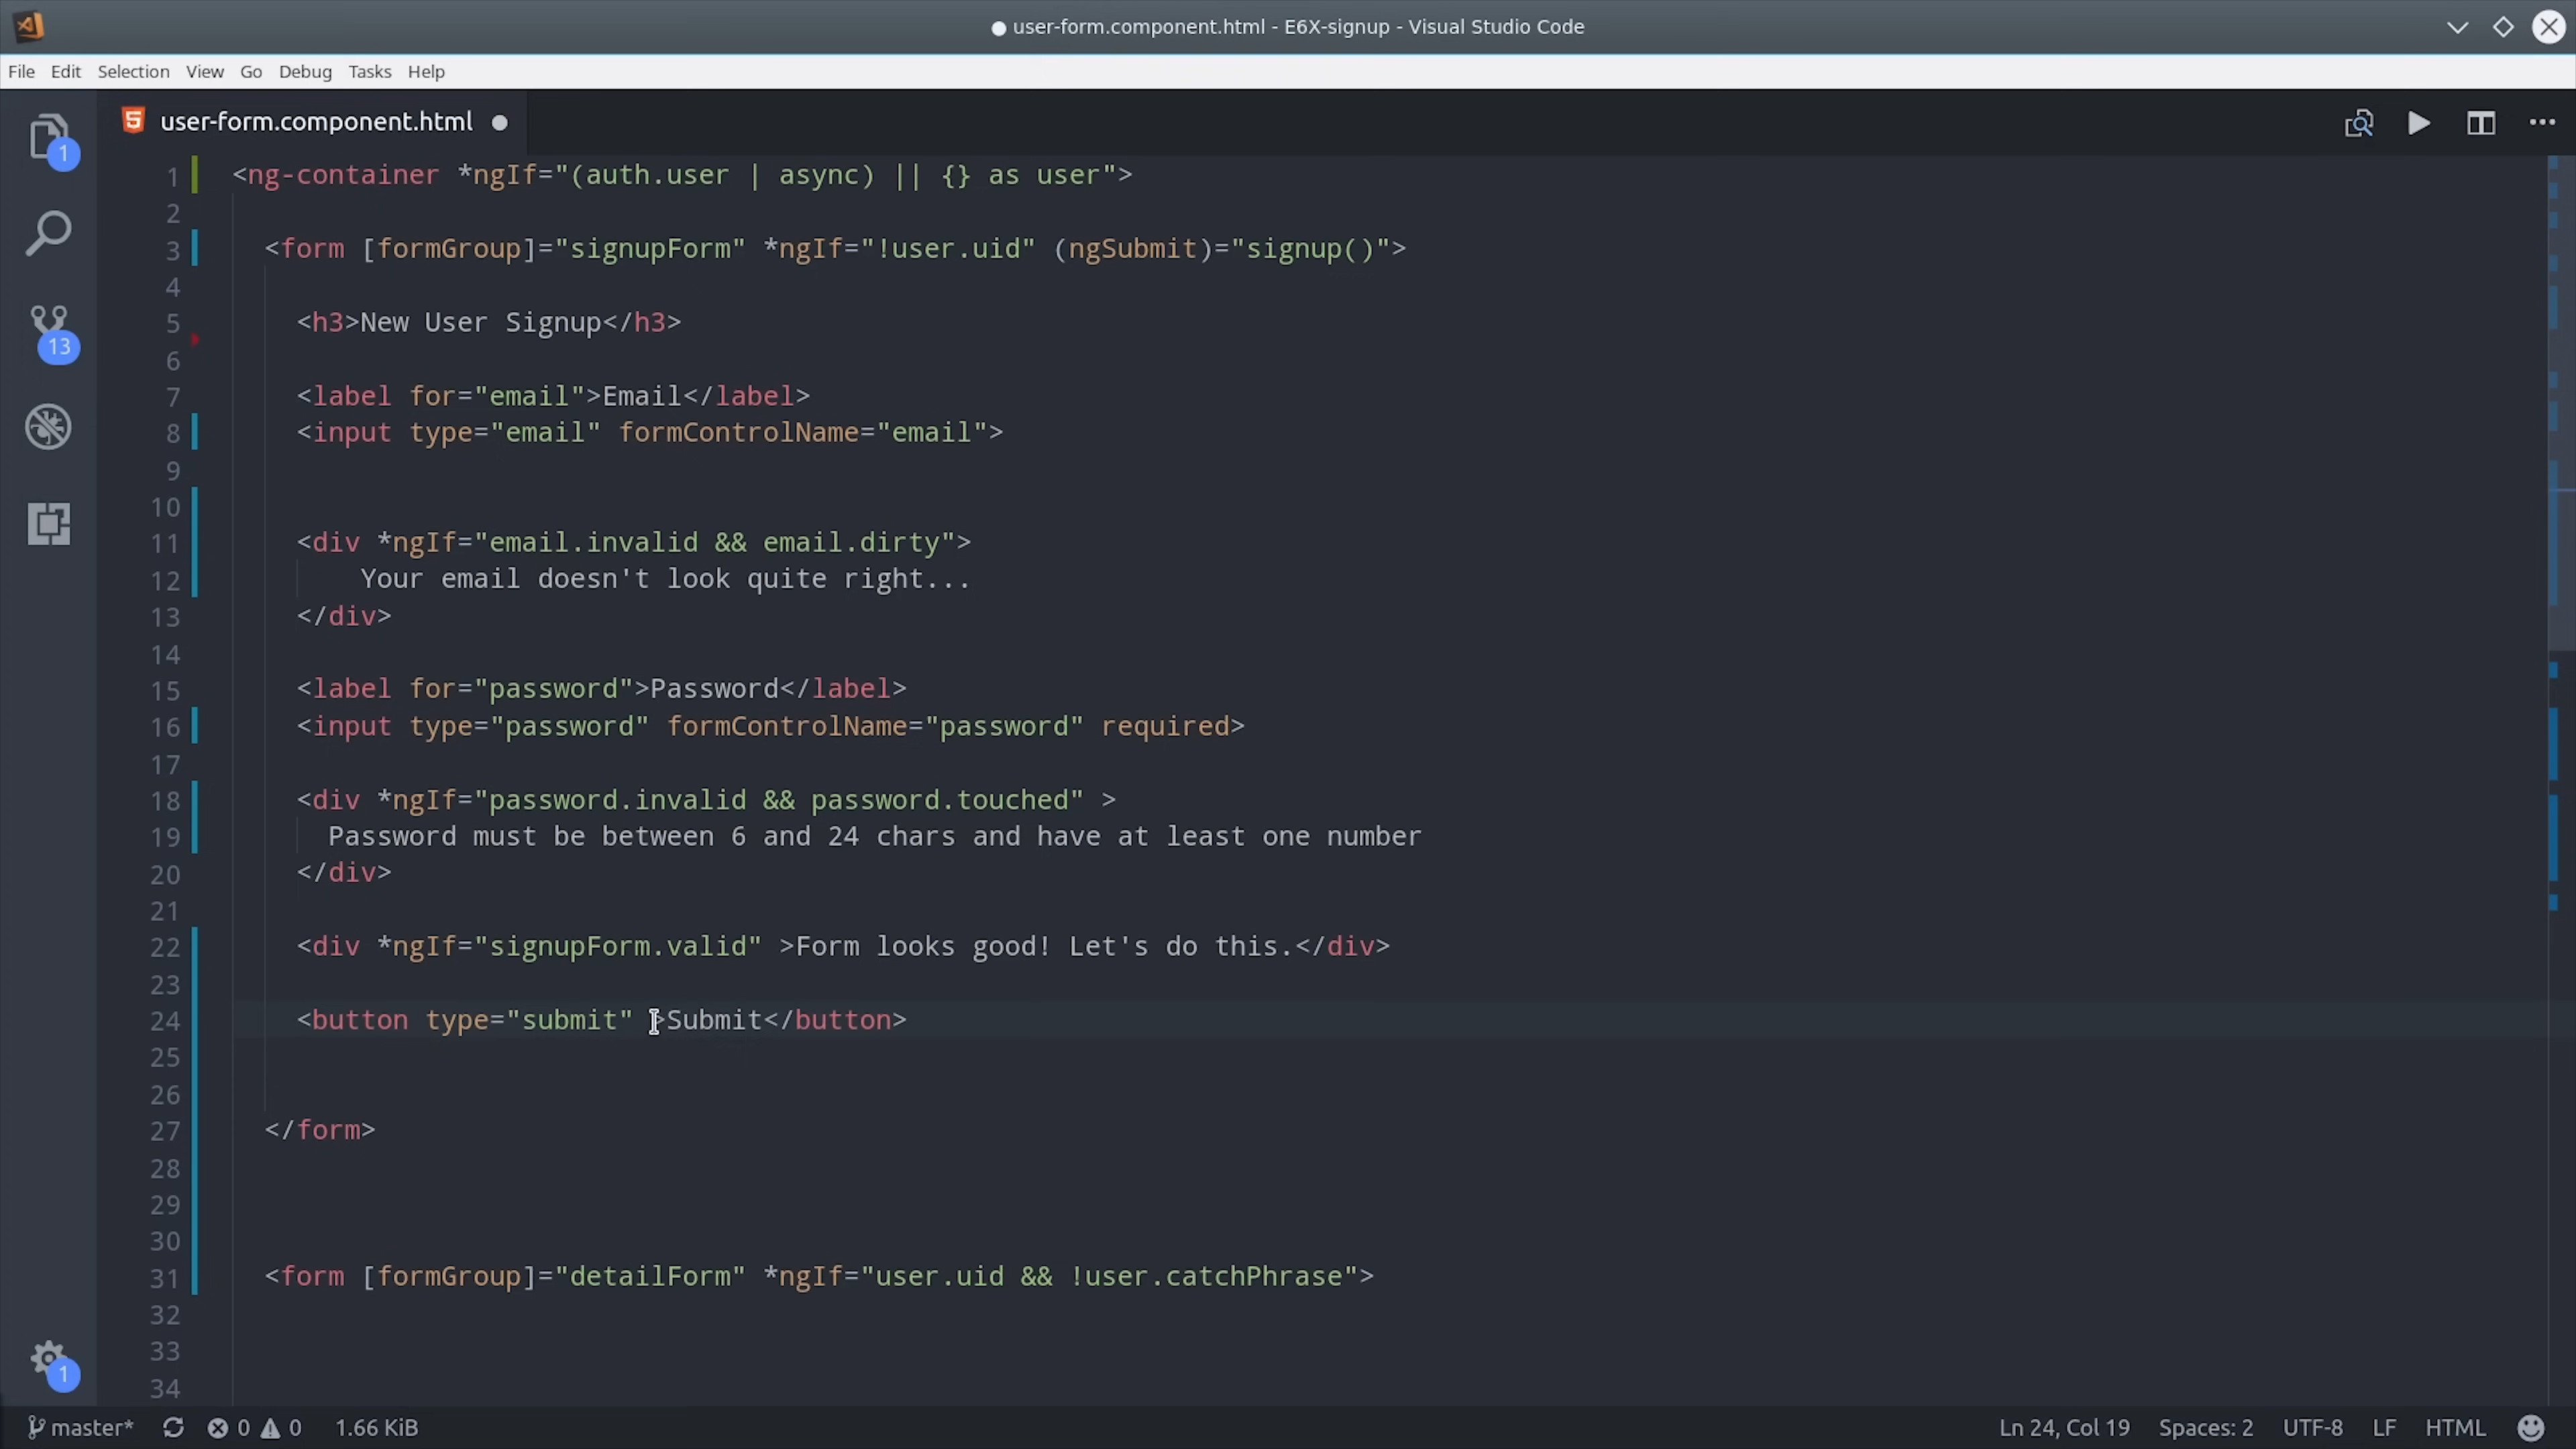 user-form.component.html - E6X-signup - Visual Studio Code
File Edit Selection View Go Debug Tasks Help
user-form.component.html
1
13
1
1 <ng-container *ngIf="(auth.user | async) || {} as user">
2
3 <form [formGroup]="signupForm" *ngIf="!user.uid" (ngSubmit)="signup()">
4
5 <h3>New User Signup</h3>
6
7 <label for="email">Email</label>
8 <input type="email" formControlName="email">
9
10
11 <div *ngIf="email.invalid && email.dirty">
12 Your email doesn't look quite right...
13 </div>
14
15 <label for="password">Password</label>
16 <input type="password" formControlName="password" required>
17
18 <div *ngIf="password.invalid && password.touched" >
19 Password must be between 6 and 24 chars and have at least one number
20 </div>
21
22 <div *ngIf="signupForm.valid" >Form looks good! Let's do this.</div>
23
24 <button type="submit" >Submit</button>
25
26
27 </form>
28
29
30
31 <form [formGroup]="detailForm" *ngIf="user.uid && !user.catchPhrase">
32
33
34
master* 0 0 1.66 KiB Ln 24, Col 19 Spaces: 2 UTF-8 LF HTML